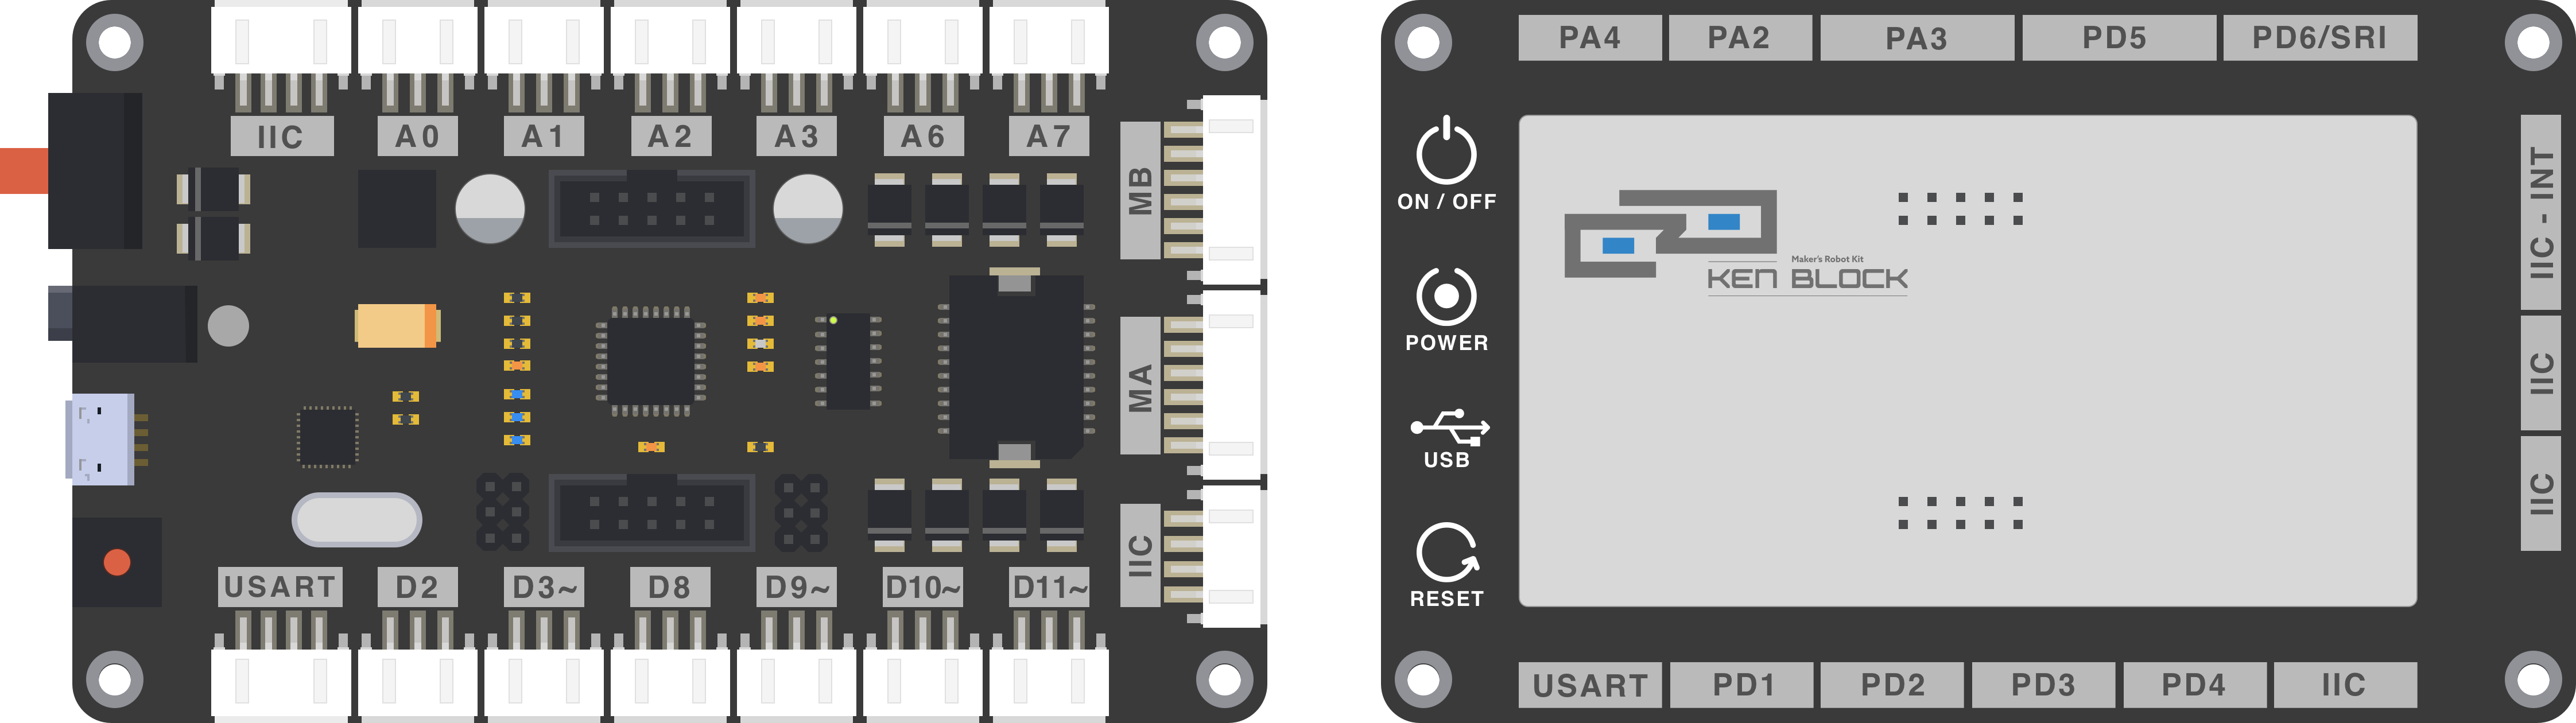 IIC A0 A1 A2 A3 A6 A7
MB
MA
IIC
USART D2 D3~ D8 D9~ D10~ D11~
PA4 PA2 PA3 PD5 PD6/SRI
ON / OFF
POWER
USB
RESET
Maker's Robot Kit
KEN BLOCK
IIC - INT
IIC
IIC
USART PD1 PD2 PD3 PD4 IIC